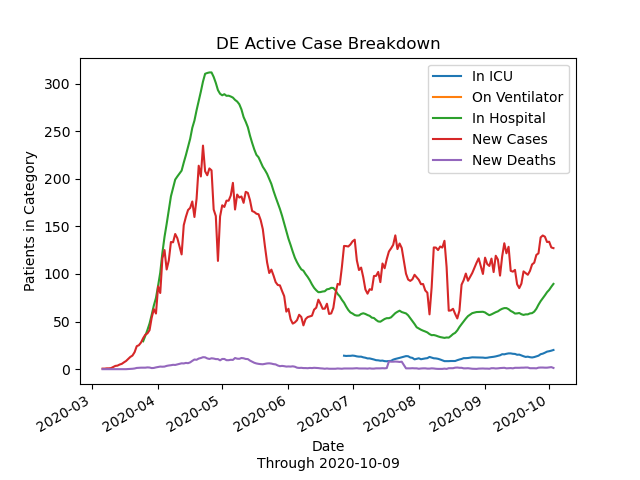 DE Active Case Breakdown
In ICU
On Ventilator
In Hospital
New Cases
New Deaths
Patients in Category
300
250
200
150
100
50
0
2020-03
2020-04
2020-05
2020-06
2020-07
2020-08
2020-09
2020-10
Date
Through 2020-10-09